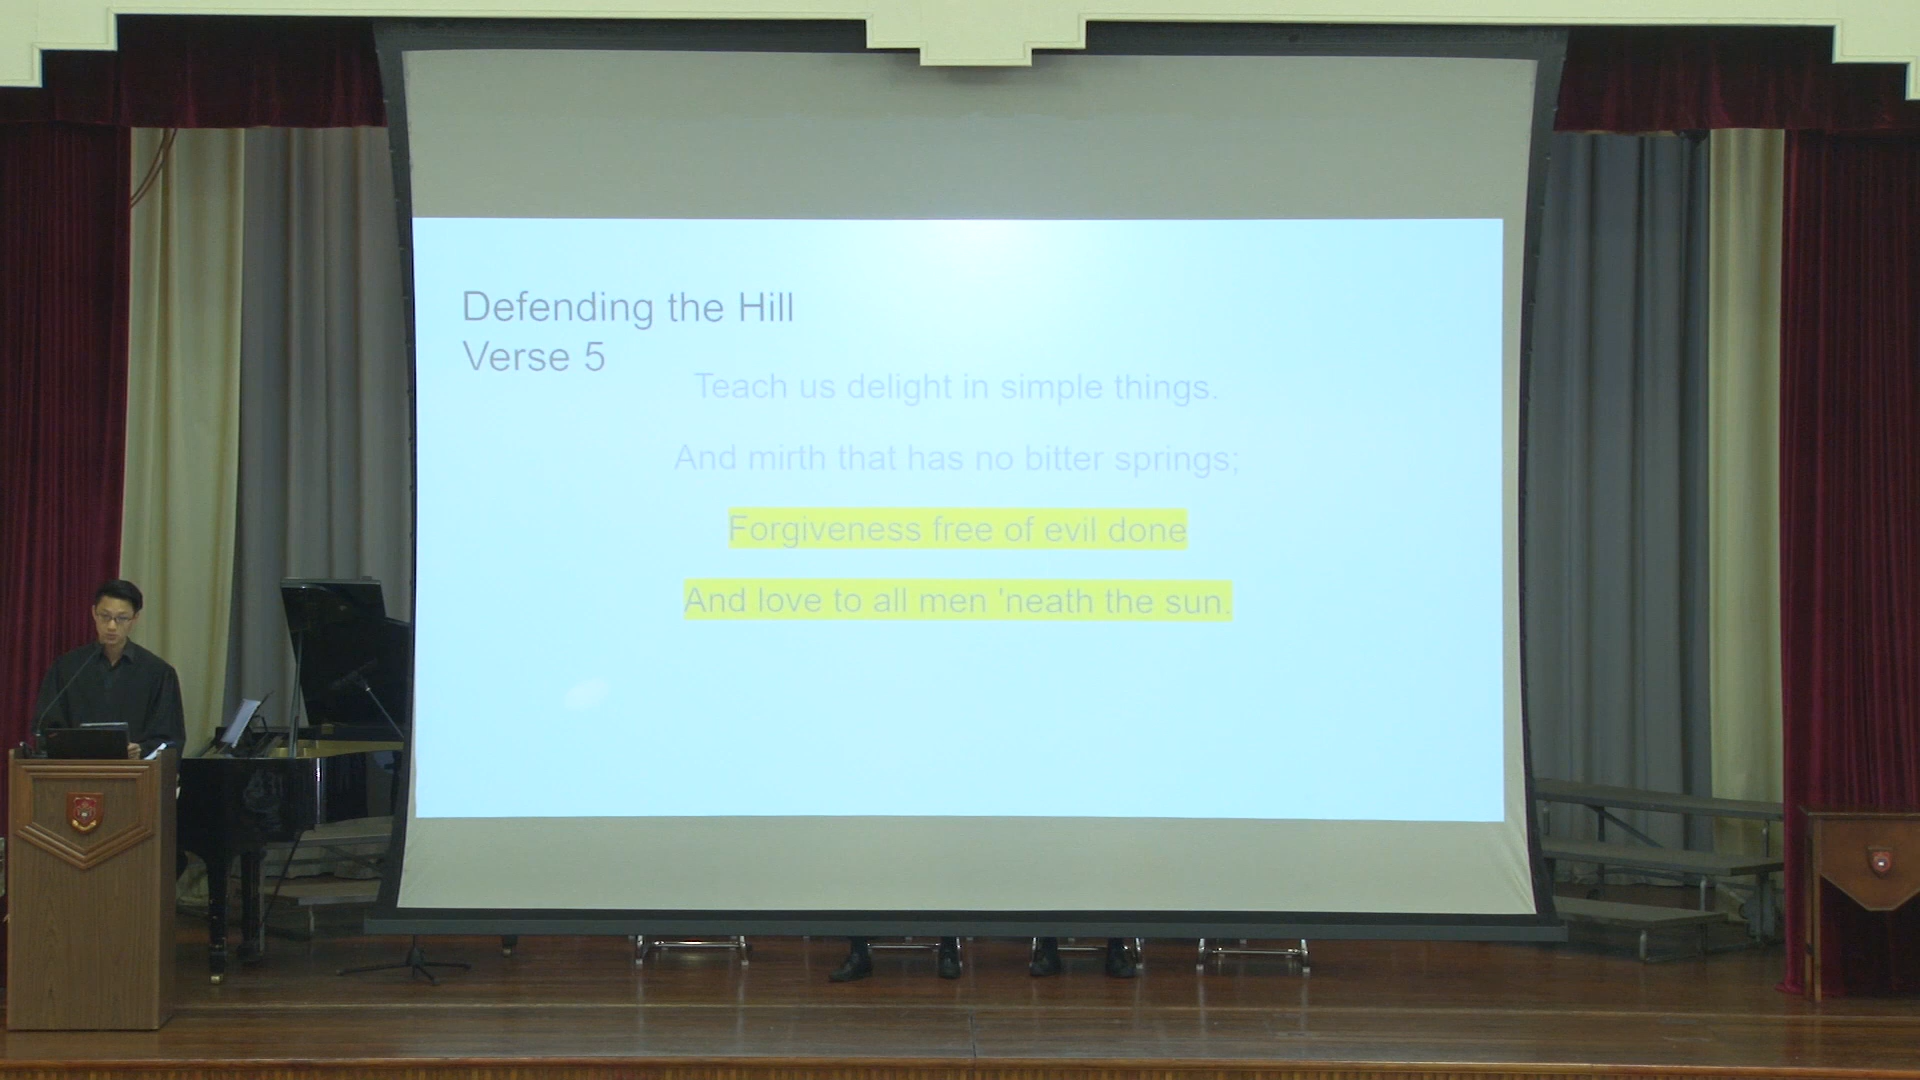 Defending the Hill
Verse 5
Teach us delight in simple things.
And mirth that has no bitter springs;
Forgiveness free of evil done
And love to all men 'neath the sun.